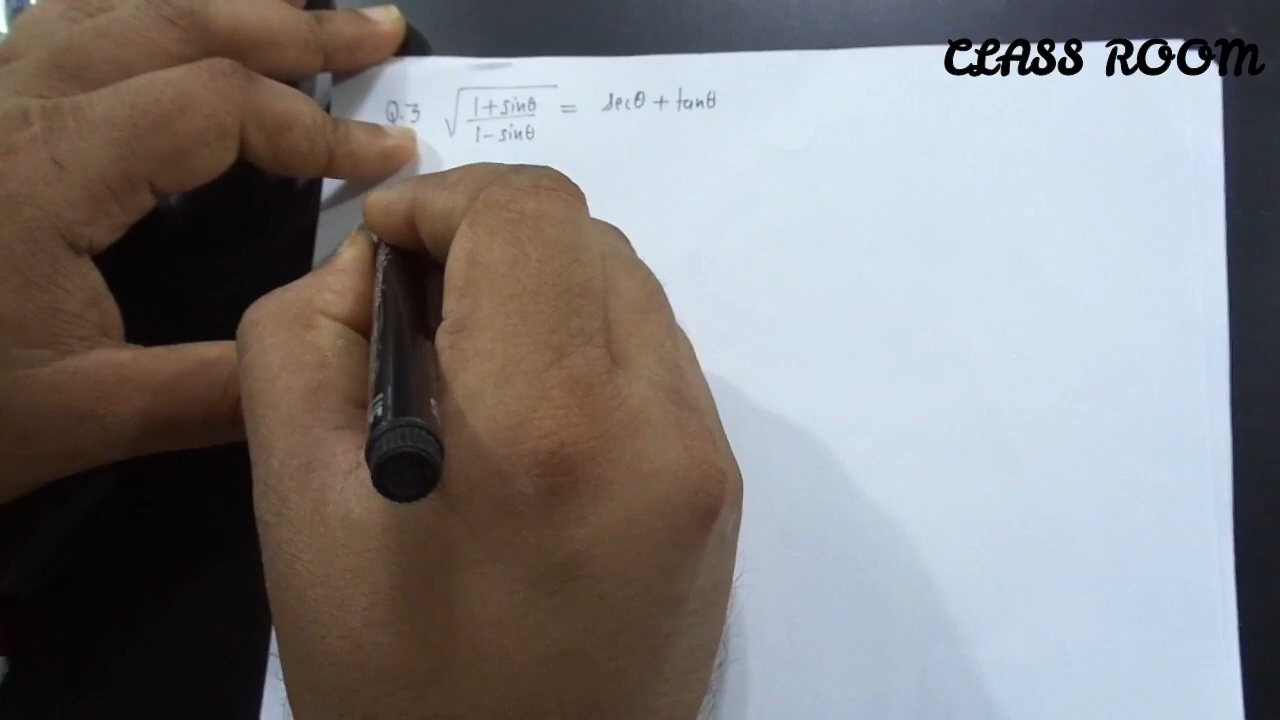 CLASS ROOM
Q.3 √(1+sinθ / 1-sinθ) = secθ + tanθ